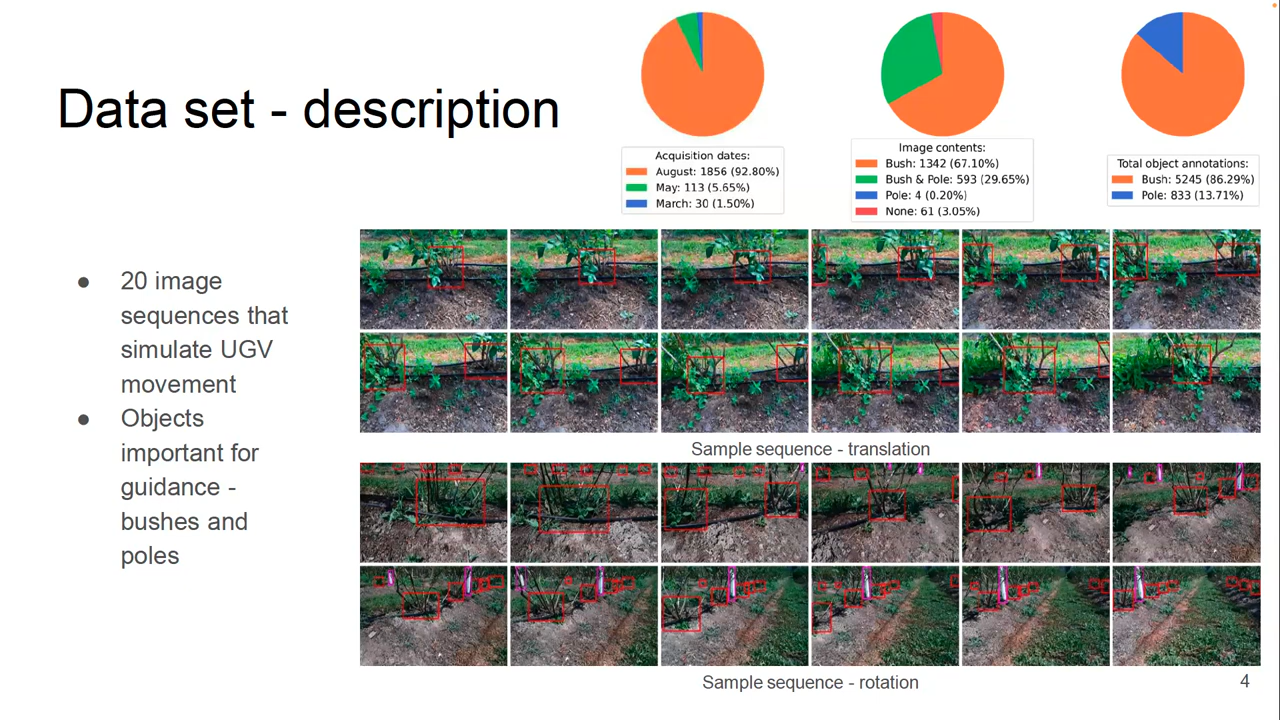 Data set - description
Acquisition dates:
August: 1856 (92.80%)
May: 113 (5.65%)
March: 30 (1.50%)
Image contents:
Bush: 1342 (67.10%)
Bush & Pole: 593 (29.65%)
Pole: 4 (0.20%)
None: 61 (3.05%)
Total object annotations:
Bush: 5245 (86.29%)
Pole: 833 (13.71%)
● 20 image
sequences that
simulate UGV
movement
● Objects
important for
guidance -
bushes and
poles
Sample sequence - translation
Sample sequence - rotation
4